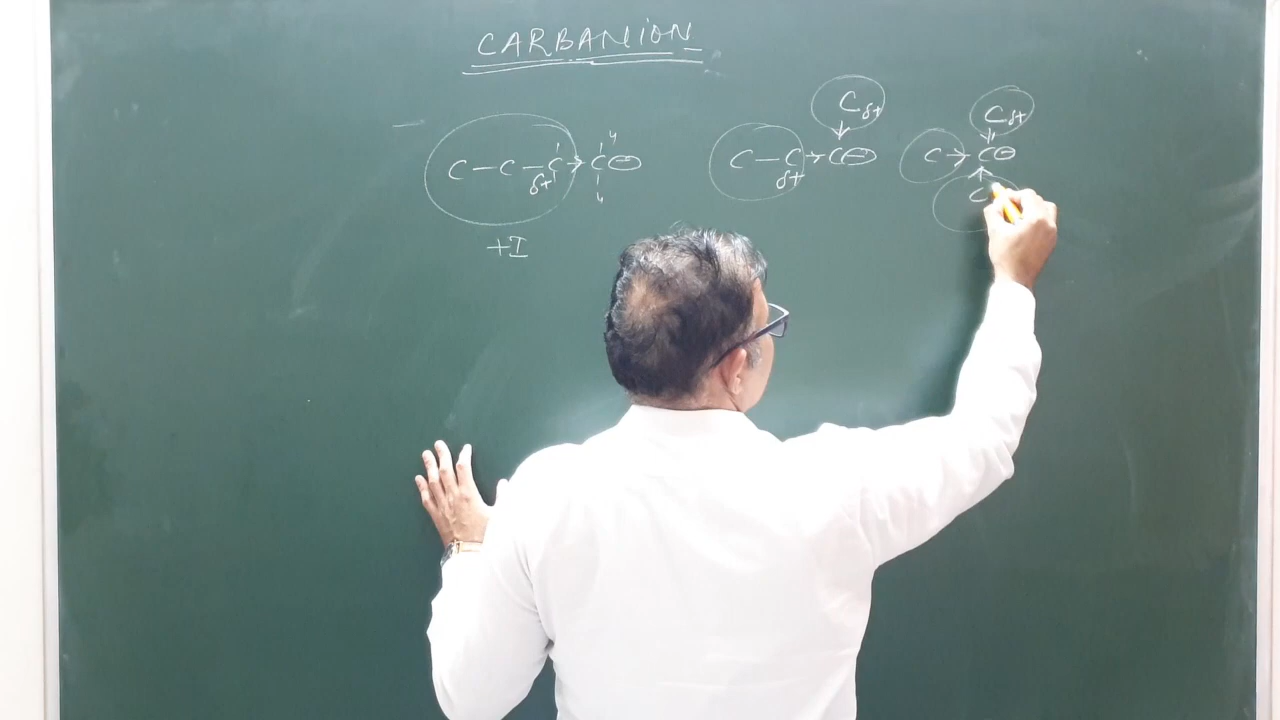 CARBANION
C δ+ C δ+
C – C – C → C ⊖ C – C → C ⊖ C → C ⊖
δ+ δ+ C
+I